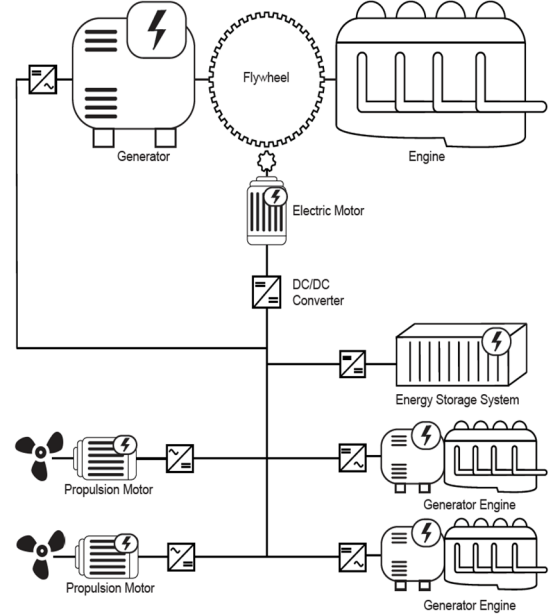 Flywheel
Generator
Engine
Electric Motor
DC/DC
Converter
Energy Storage System
Propulsion Motor
Generator Engine
Propulsion Motor
Generator Engine